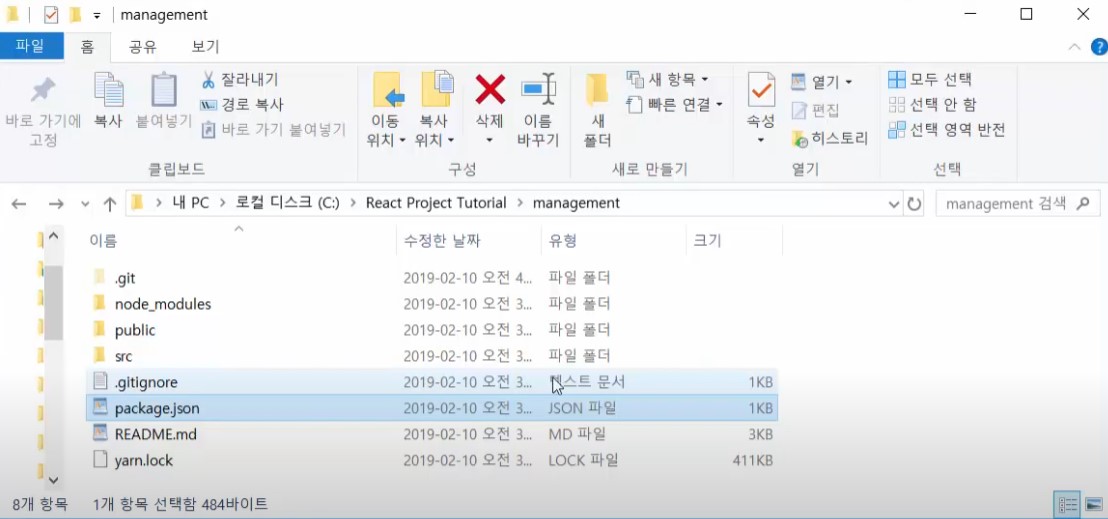 management
파일 홈 공유 보기
바로 가기에 고정
복사
붙여넣기
잘라내기
경로 복사
바로 가기 붙여넣기
클립보드
이동 위치
복사 위치
삭제
이름 바꾸기
구성
새 폴더
새 항목
빠른 연결
새로 만들기
속성
열기
편집
히스토리
열기
모두 선택
선택 안 함
선택 영역 반전
선택
내 PC > 로컬 디스크 (C:) > React Project Tutorial > management
management 검색
이름 수정한 날짜 유형 크기
.git 2019-02-10 오전 4... 파일 폴더
node_modules 2019-02-10 오전 3... 파일 폴더
public 2019-02-10 오전 3... 파일 폴더
src 2019-02-10 오전 3... 파일 폴더
.gitignore 2019-02-10 오전 3... 텍스트 문서 1KB
package.json 2019-02-10 오전 3... JSON 파일 1KB
README.md 2019-02-10 오전 3... MD 파일 3KB
yarn.lock 2019-02-10 오전 3... LOCK 파일 411KB
8개 항목 1개 항목 선택함 484바이트